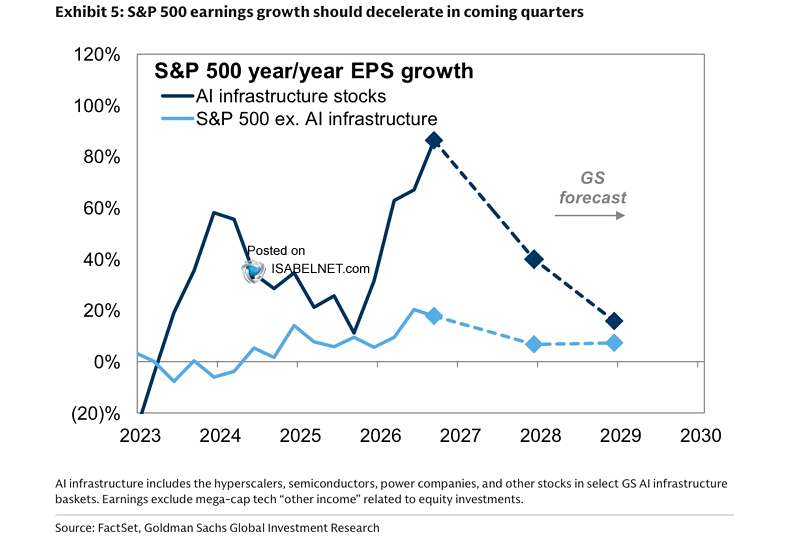 Exhibit 5: S&P 500 earnings growth should decelerate in coming quarters
120%
100%
80%
60%
40%
20%
0%
(20)%
S&P 500 year/year EPS growth
AI infrastructure stocks
S&P 500 ex. AI infrastructure
GS
forecast
Posted on
ISABELNET.com
2023
2024
2025
2026
2027
2028
2029
2030
AI infrastructure includes the hyperscalers, semiconductors, power companies, and other stocks in select GS AI infrastructure
baskets. Earnings exclude mega-cap tech “other income” related to equity investments.
Source: FactSet, Goldman Sachs Global Investment Research